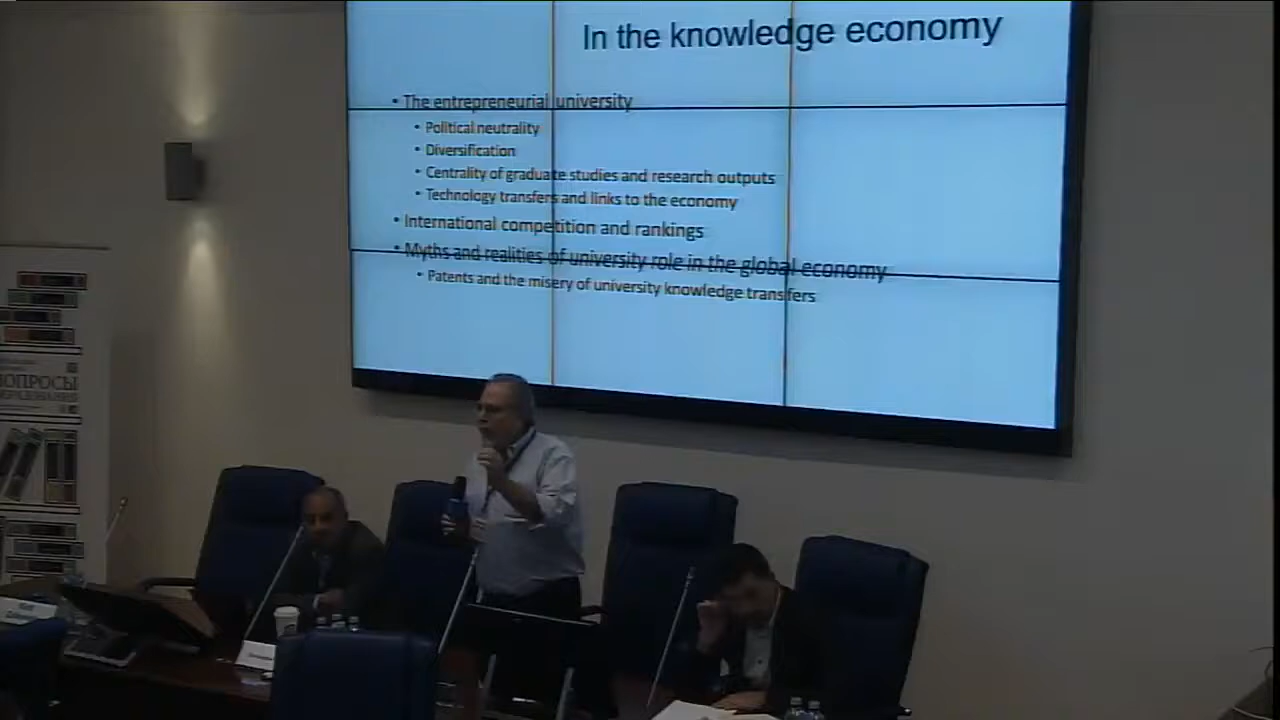 In the knowledge economy
• The entrepreneurial university
• Political neutrality
• Diversification
• Centrality of graduate studies and research outputs
• Technology transfers and links to the economy
• International competition and rankings
• Myths and realities of university role in the global economy
• Patents and the misery of university knowledge transfers
ОПРОСЫ